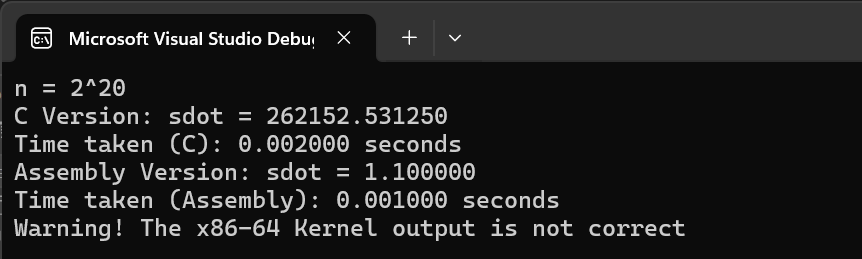 Microsoft Visual Studio Debu
n = 2^20
C Version: sdot = 262152.531250
Time taken (C): 0.002000 seconds
Assembly Version: sdot = 1.100000
Time taken (Assembly): 0.001000 seconds
Warning! The x86-64 Kernel output is not correct